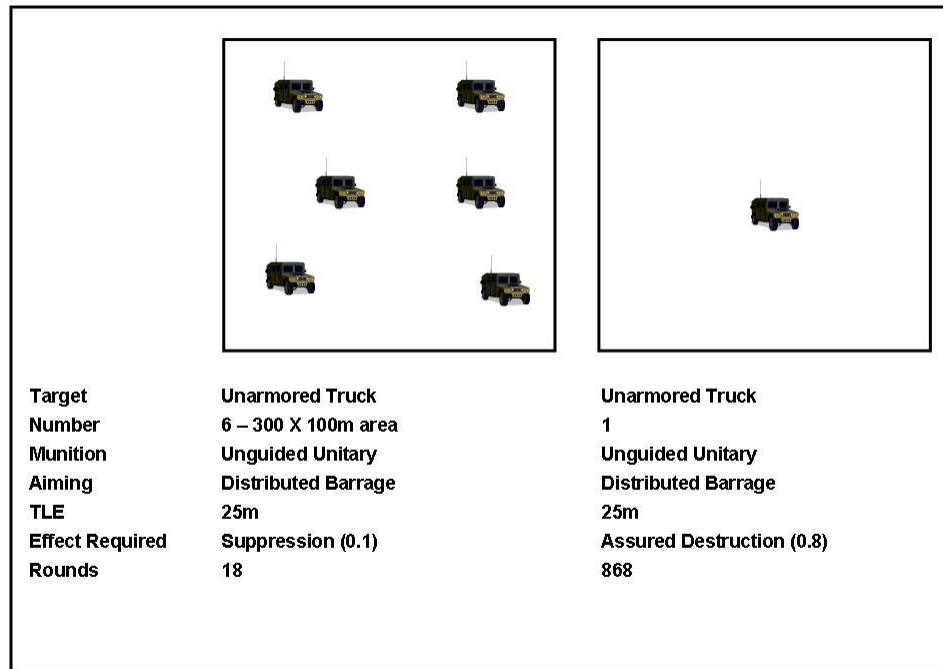 Target Unarmored Truck Unarmored Truck
Number 6 – 300 X 100m area 1
Munition Unguided Unitary Unguided Unitary
Aiming Distributed Barrage Distributed Barrage
TLE 25m 25m
Effect Required Suppression (0.1) Assured Destruction (0.8)
Rounds 18 868